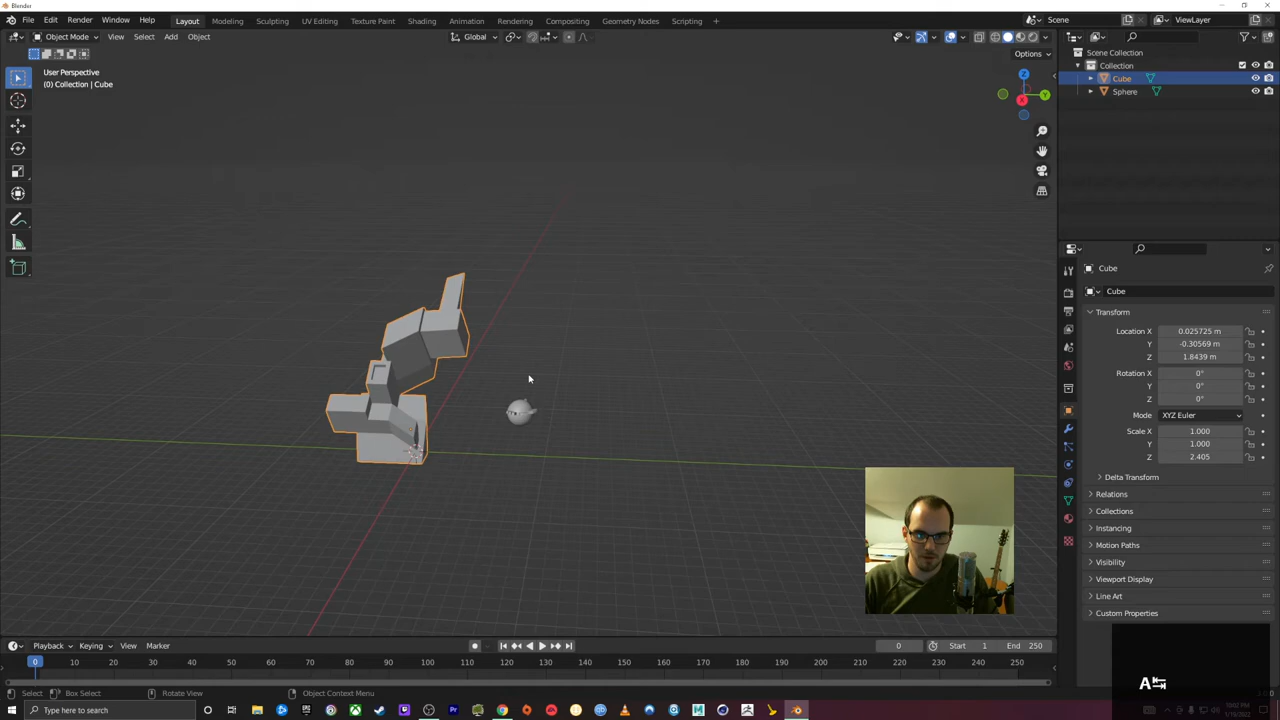 Blender
File Edit Render Window Help Layout Modeling Sculpting UV Editing Texture Paint Shading Animation Rendering Compositing Geometry Nodes Scripting + Scene ViewLayer
Object Mode View Select Add Object Global
Options
User Perspective
(0) Collection | Cube
Z
Y
X
Scene Collection
Collection
Cube
Sphere
Cube
Cube
Transform
Location X 0.025725 m
Y -0.30569 m
Z 1.8439 m
Rotation X 0°
Y 0°
Z 0°
Mode XYZ Euler
Scale X 1.000
Y 1.000
Z 2.405
Delta Transform
Relations
Collections
Instancing
Motion Paths
Visibility
Viewport Display
Line Art
Custom Properties
Playback Keying View Marker 0 Start 1 End 250
0 10 20 30 40 50 60 70 80 90 100 110 120 130 140 150 160 170 180 190 200 210 220 230 240 250
A
Select Box Select Rotate View Object Context Menu
Type here to search